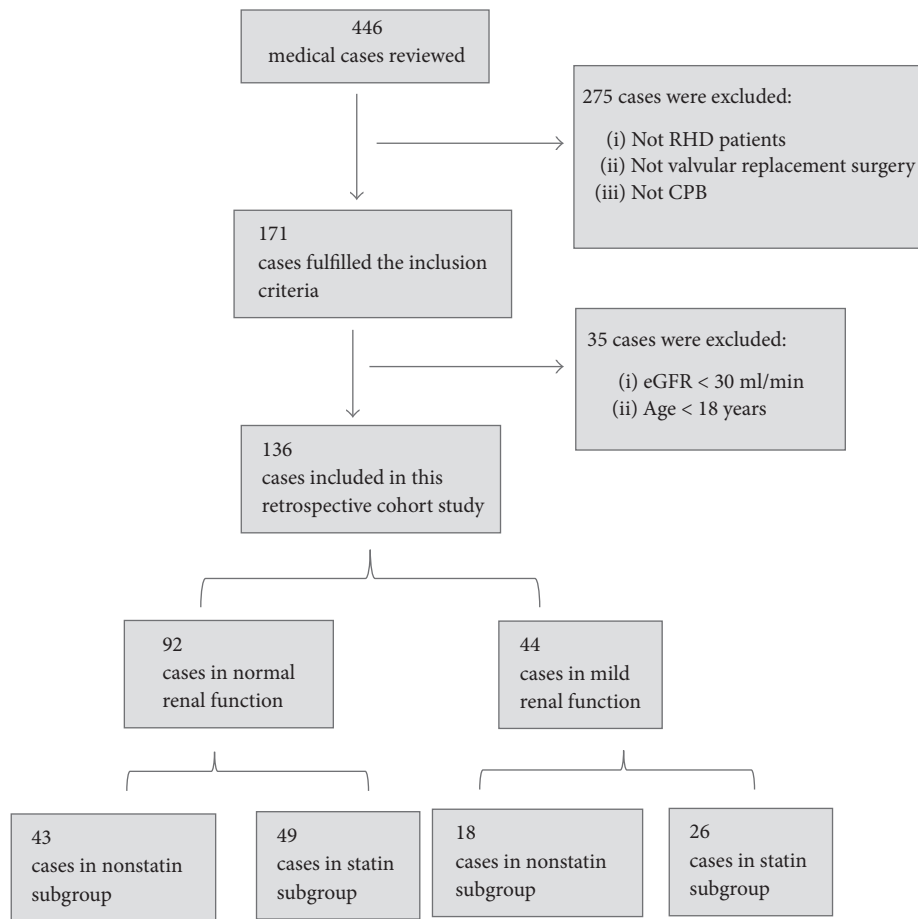 446
medical cases reviewed
275 cases were excluded:
(i) Not RHD patients
(ii) Not valvular replacement surgery
(iii) Not CPB
171
cases fulfilled the inclusion
criteria
35 cases were excluded:
(i) eGFR < 30 ml/min
(ii) Age < 18 years
136
cases included in this
retrospective cohort study
92
cases in normal
renal function
44
cases in mild
renal function
43
cases in nonstatin
subgroup
49
cases in statin
subgroup
18
cases in nonstatin
subgroup
26
cases in statin
subgroup